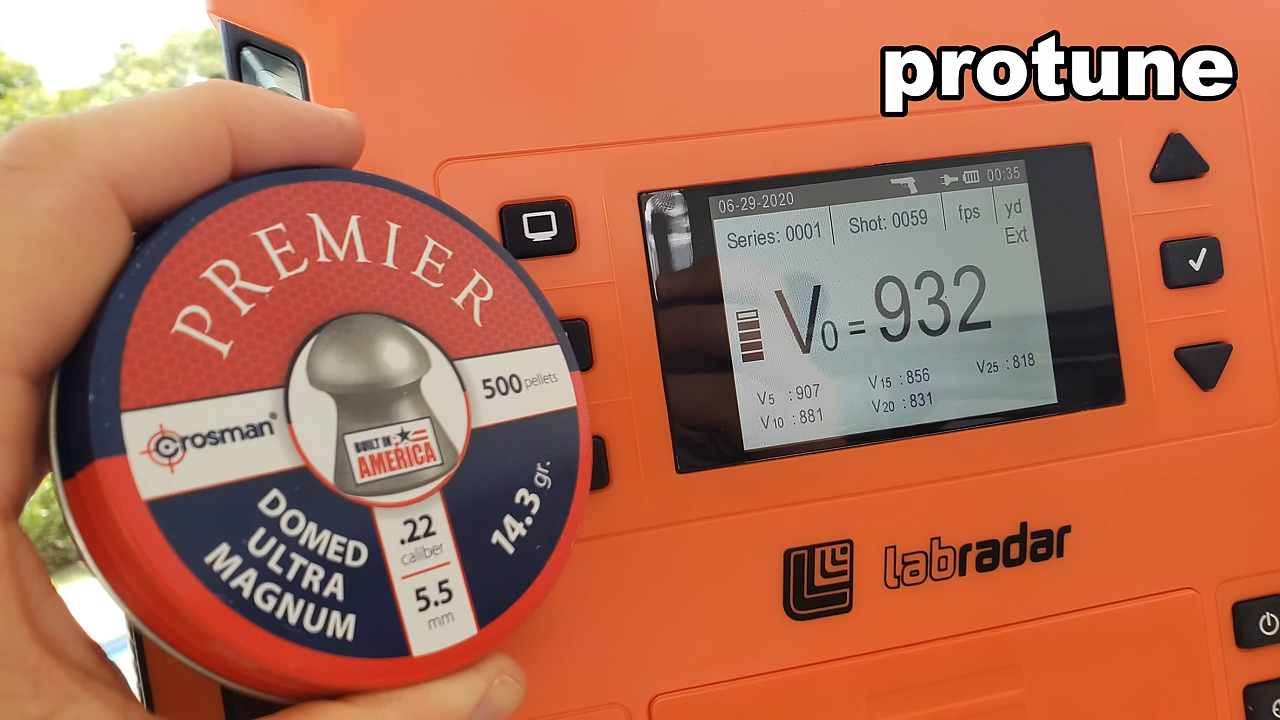 protune
PREMIER
crosman
500 pellets
BUILT IN
AMERICA
DOMED
ULTRA
MAGNUM
.22
caliber
5.5
mm
14.3 gr.
06-29-2020 00:35
Series: 0001 Shot: 0059 fps yd
Ext
V0 = 932
V5 : 907 V15 : 856 V25 : 818
V10 : 881 V20 : 831
labradar